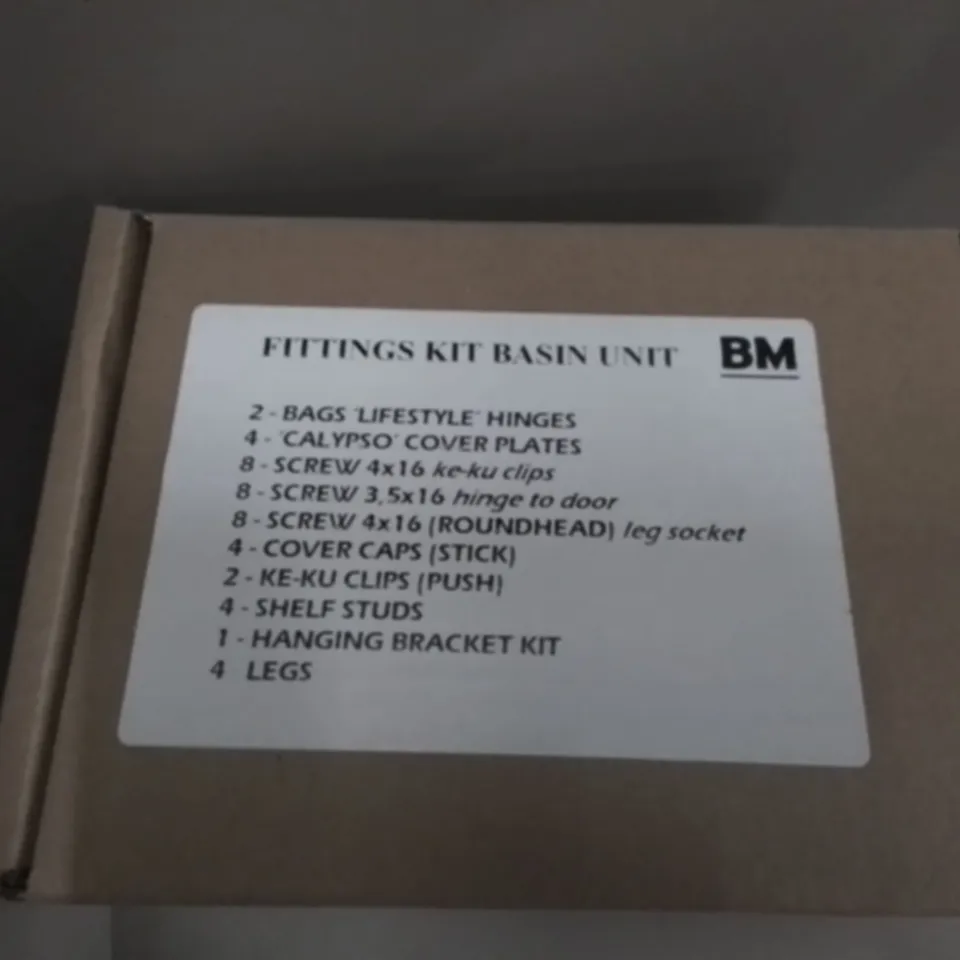 FITTINGS KIT BASIN UNIT BM
2 - BAGS 'LIFESTYLE' HINGES
4 - 'CALYPSO' COVER PLATES
8 - SCREW 4x16 ke-ku clips
8 - SCREW 3,5x16 hinge to door
8 - SCREW 4x16 (ROUNDHEAD) leg socket
4 - COVER CAPS (STICK)
2 - KE-KU CLIPS (PUSH)
4 - SHELF STUDS
1 - HANGING BRACKET KIT
4 LEGS